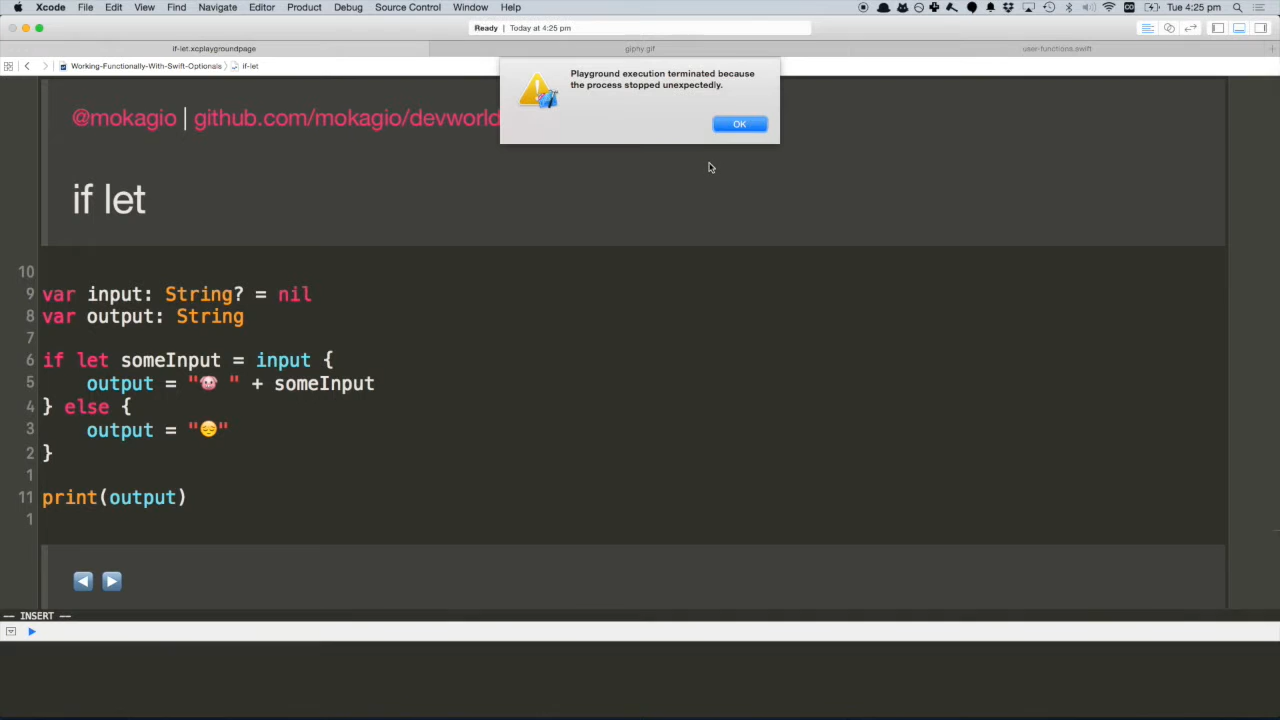 Xcode File Edit View Find Navigate Editor Product Debug Source Control Window Help Tue 4:25 pm
Ready | Today at 4:25 pm
if-let.xcplaygroundpage giphy.gif user-functions.swift
Working-Functionally-With-Swift-Optionals if-let
Playground execution terminated because
the process stopped unexpectedly.
OK
@mokagio | github.com/mokagio/devworld
if let
10
9 var input: String? = nil
8 var output: String
7
6 if let someInput = input {
5 output = "🐷 " + someInput
4 } else {
3 output = "😔"
2 }
1
11 print(output)
1
-- INSERT --